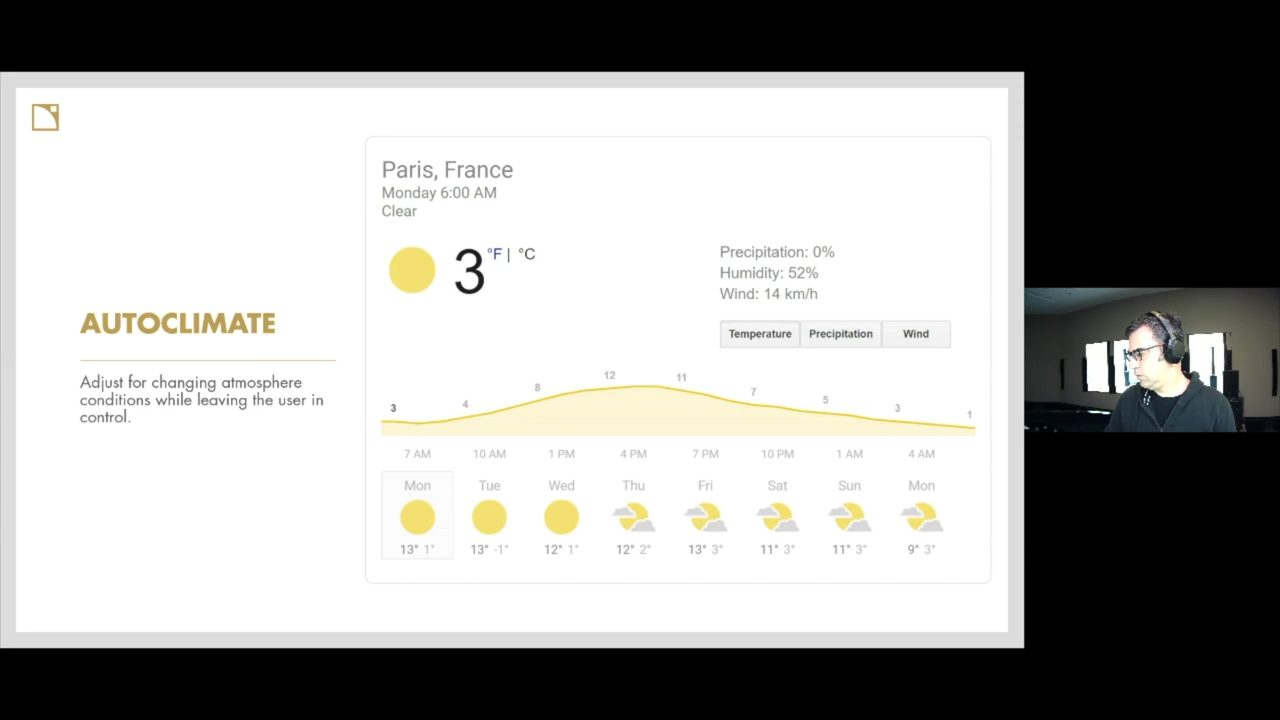 AUTOCLIMATE
Adjust for changing atmosphere
conditions while leaving the user in
control.
Paris, France
Monday 6:00 AM
Clear
3 °F | °C
Precipitation: 0%
Humidity: 52%
Wind: 14 km/h
Temperature Precipitation Wind
3 4 8 12 11 7 5 3 1
7 AM 10 AM 1 PM 4 PM 7 PM 10 PM 1 AM 4 AM
Mon Tue Wed Thu Fri Sat Sun Mon
13° 1° 13° -1° 12° 1° 12° 2° 13° 3° 11° 3° 11° 3° 9° 3°